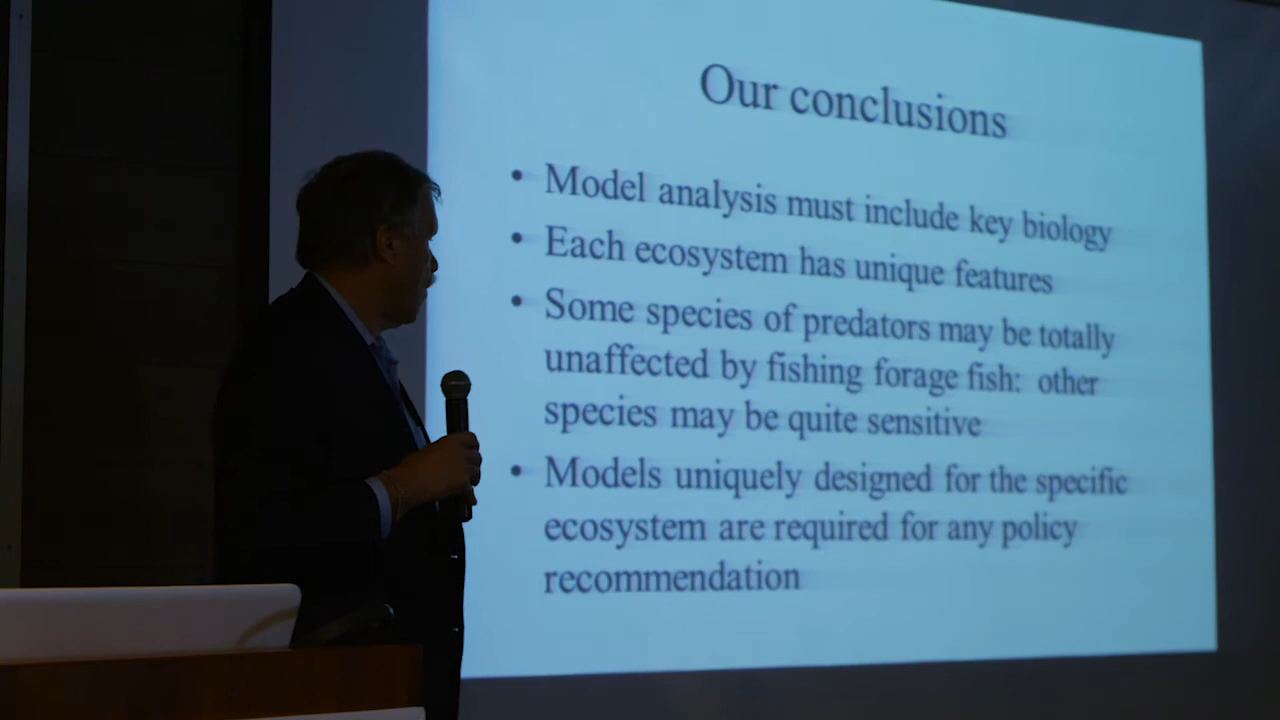 Our conclusions
• Model analysis must include key biology
• Each ecosystem has unique features
• Some species of predators may be totally
unaffected by fishing forage fish: other
species may be quite sensitive
• Models uniquely designed for the specific
ecosystem are required for any policy
recommendation